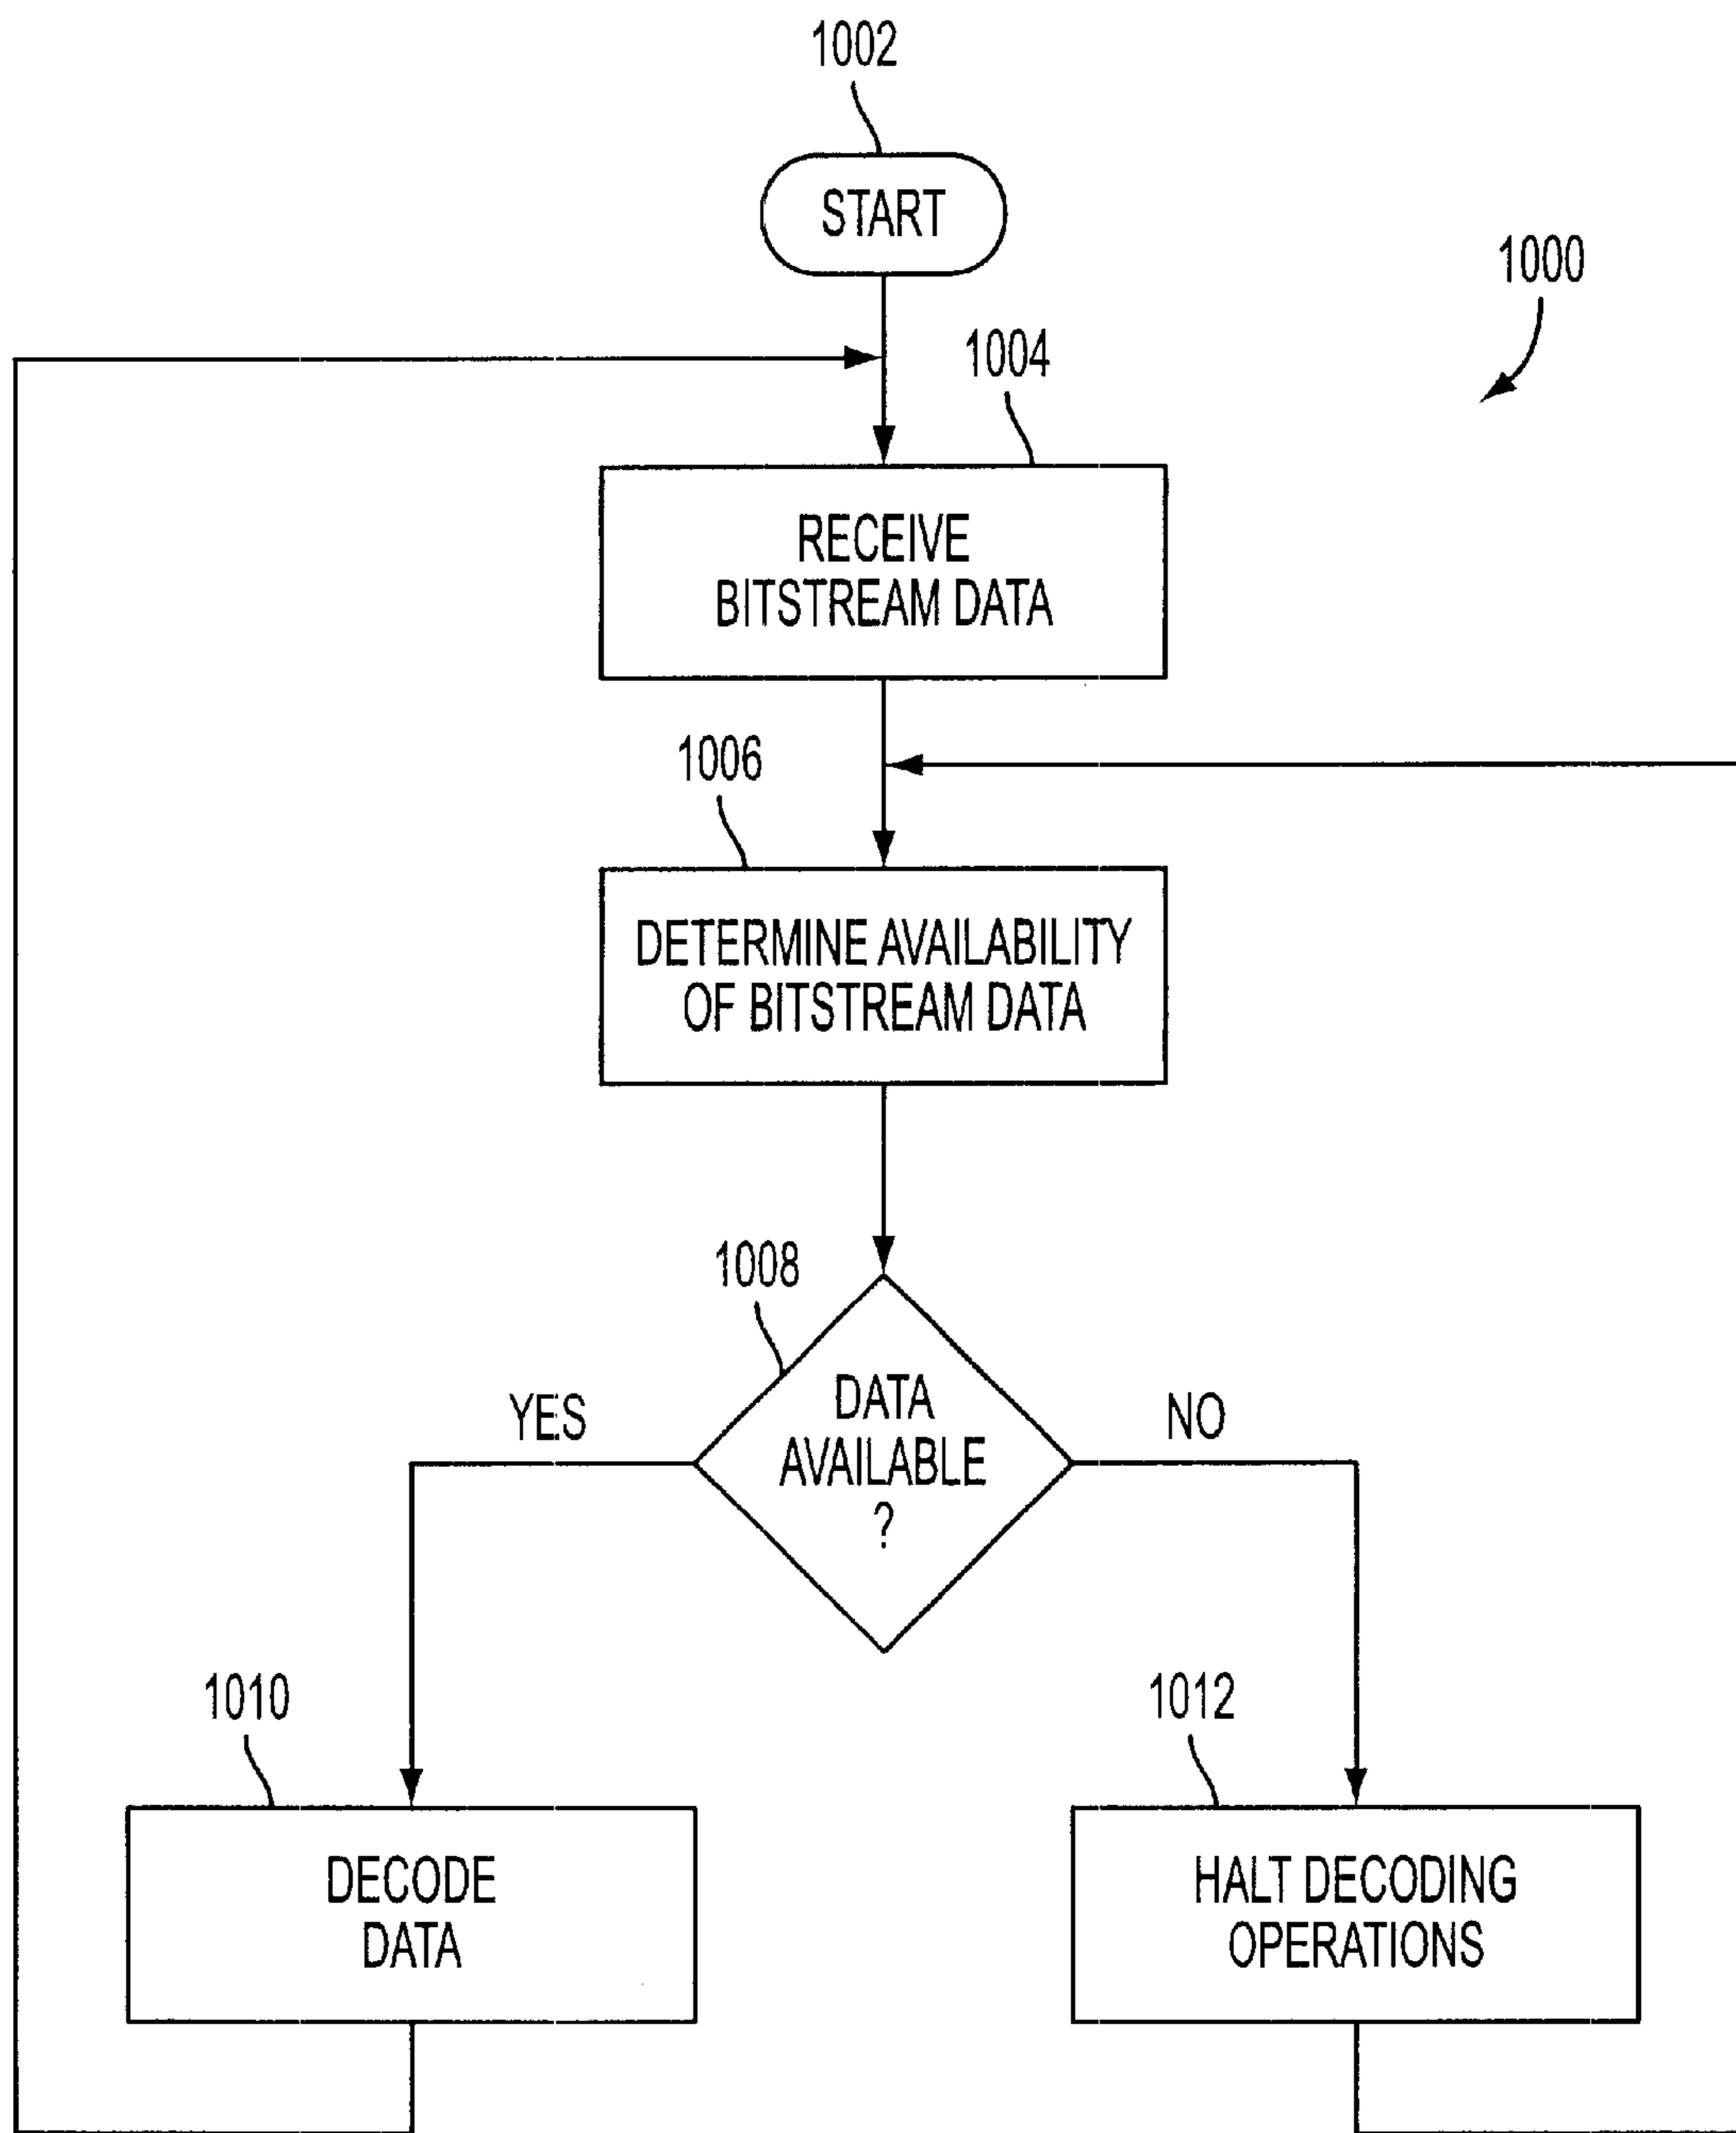 1002
START
1000
1004
RECEIVE
BITSTREAM DATA
1006
DETERMINE AVAILABILITY
OF BITSTREAM DATA
1008
DATA
AVAILABLE
?
YES
NO
1010
DECODE
DATA
1012
HALT DECODING
OPERATIONS